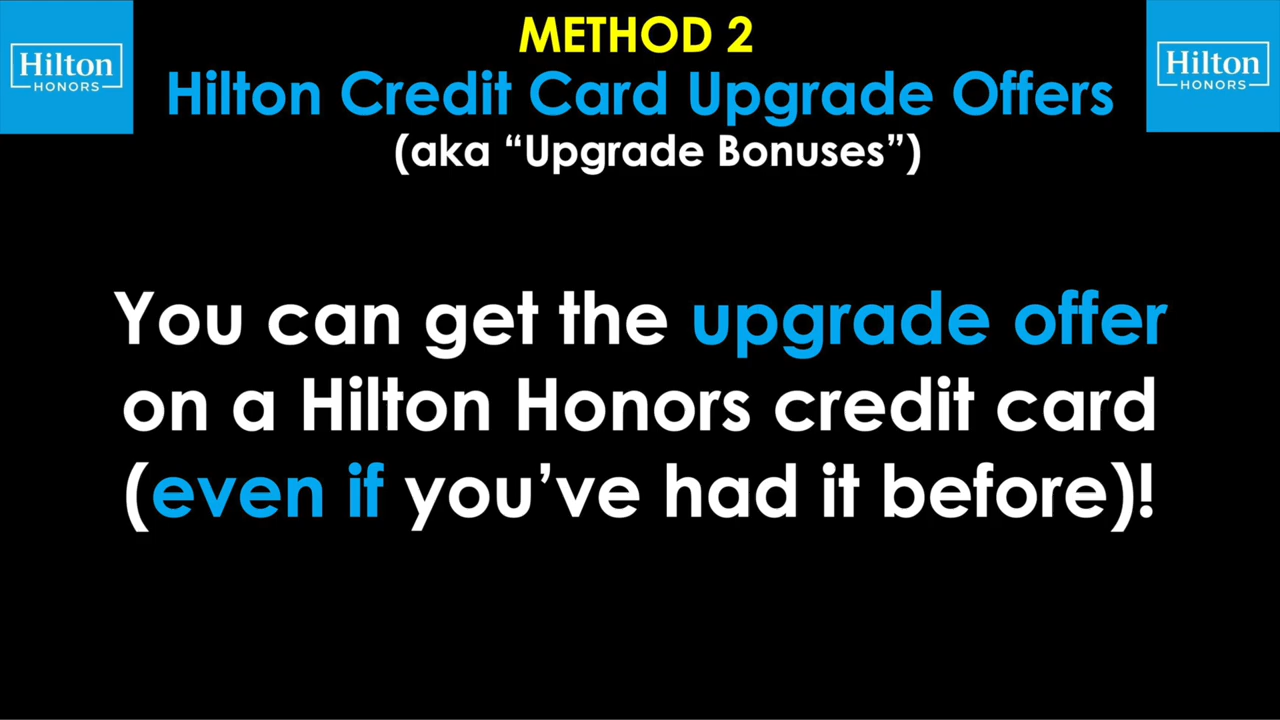 METHOD 2
Hilton
HONORS
Hilton Credit Card Upgrade Offers
Hilton
HONORS
(aka “Upgrade Bonuses”)
You can get the upgrade offer
on a Hilton Honors credit card
(even if you’ve had it before)!